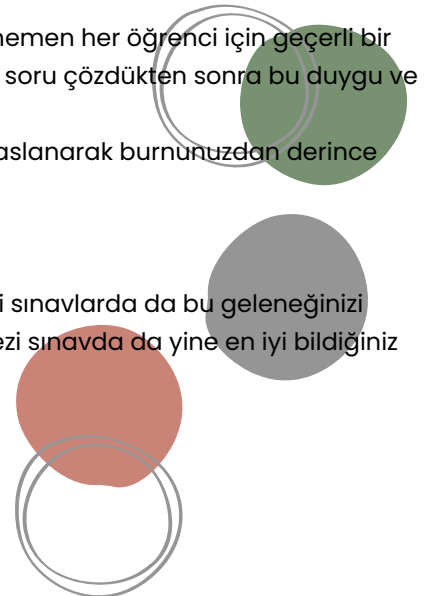 hemen her öğrenci için geçerli bir
soru çözdükten sonra bu duygu ve
aslanarak burnunuzdan derince
i sınavlarda da bu geleneğinizi
ezi sınavda da yine en iyi bildiğiniz